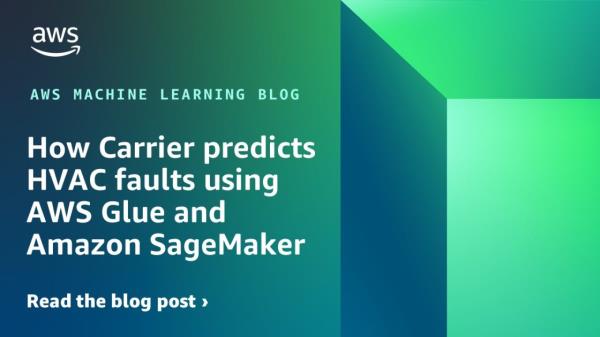 aws
AWS MACHINE LEARNING BLOG
How Carrier predicts
HVAC faults using
AWS Glue and
Amazon SageMaker
Read the blog post ›